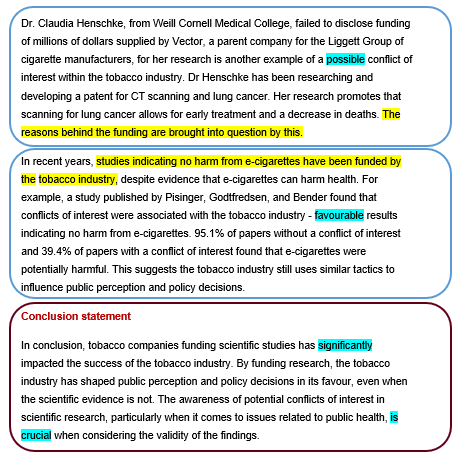 Dr. Claudia Henschke, from Weill Cornell Medical College, failed to disclose funding
of millions of dollars supplied by Vector, a parent company for the Liggett Group of
cigarette manufacturers, for her research is another example of a possible conflict of
interest within the tobacco industry. Dr Henschke has been researching and
developing a patent for CT scanning and lung cancer. Her research promotes that
scanning for lung cancer allows for early treatment and a decrease in deaths. The
reasons behind the funding are brought into question by this.
In recent years, studies indicating no harm from e-cigarettes have been funded by
the tobacco industry, despite evidence that e-cigarettes can harm health. For
example, a study published by Pisinger, Godtfredsen, and Bender found that
conflicts of interest were associated with the tobacco industry - favourable results
indicating no harm from e-cigarettes. 95.1% of papers without a conflict of interest
and 39.4% of papers with a conflict of interest found that e-cigarettes were
potentially harmful. This suggests the tobacco industry still uses similar tactics to
influence public perception and policy decisions.
Conclusion statement
In conclusion, tobacco companies funding scientific studies has significantly
impacted the success of the tobacco industry. By funding research, the tobacco
industry has shaped public perception and policy decisions in its favour, even when
the scientific evidence is not. The awareness of potential conflicts of interest in
scientific research, particularly when it comes to issues related to public health, is
crucial when considering the validity of the findings.